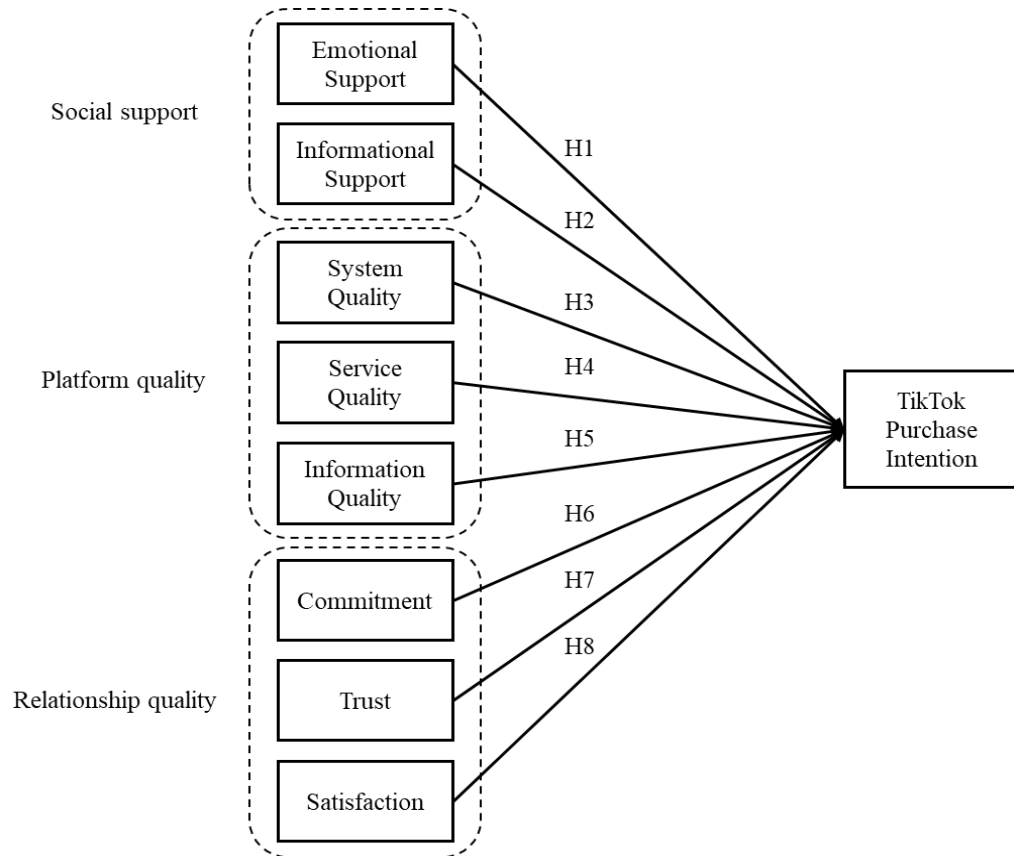 Social support
Emotional
Support
Informational
Support
Platform quality
System
Quality
Service
Quality
Information
Quality
Relationship quality
Commitment
Trust
Satisfaction
H1
H2
H3
H4
H5
H6
H7
H8
TikTok
Purchase
Intention